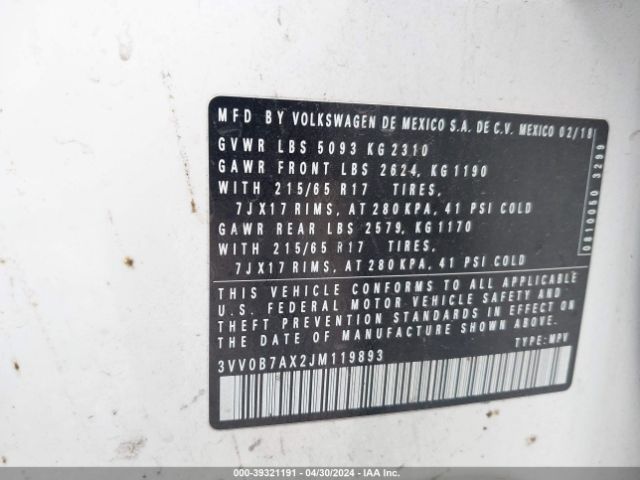 MFD BY VOLKSWAGEN DE MEXICO S.A. DE C.V. MEXICO 02/18
GVWR LBS 5093 KG 2310
GAWR FRONT LBS 2624, KG 1190
WITH 215/65 R17 TIRES,
7JX17 RIMS, AT 280 KPA, 41 PSI COLD
GAWR REAR LBS 2579, KG 1170
WITH 215/65 R17 TIRES,
7JX17 RIMS, AT 280 KPA, 41 PSI COLD
THIS VEHICLE CONFORMS TO ALL APPLICABLE
U.S. FEDERAL MOTOR VEHICLE SAFETY AND
THEFT PREVENTION STANDARDS IN EFFECT ON
THE DATE OF MANUFACTURE SHOWN ABOVE.
TYPE: MPV
3VV0B7AX2JM119893
0810050 3299
000-39321191 - 04/30/2024 - IAA Inc.